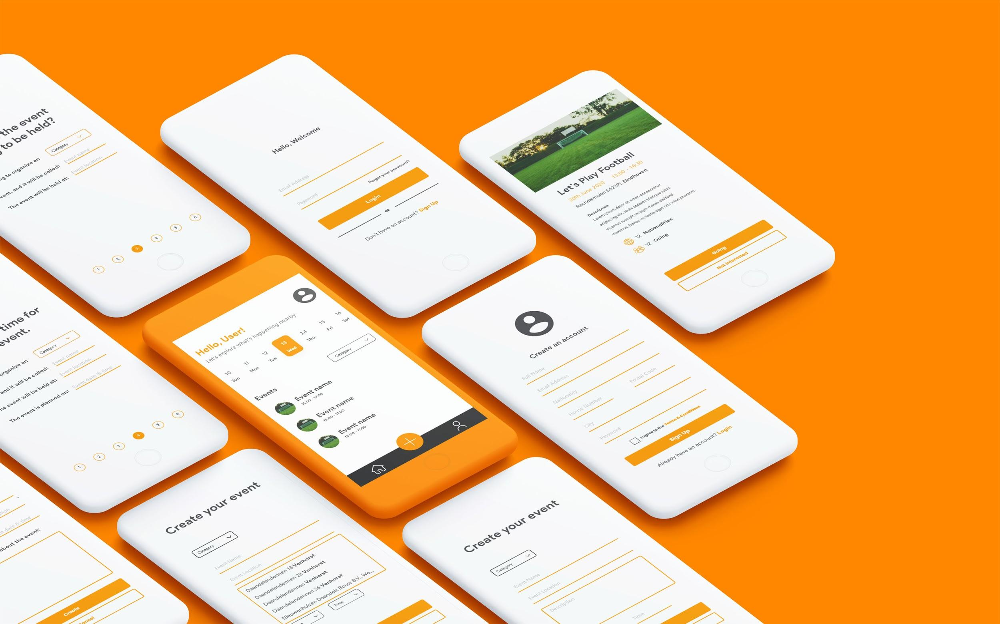 the event
to be held?
Category
to organize an
Event name
vent, and it will be called:
Event location
The event will be held at:
1 2 3 4 5 6
Hello, Welcome
Email Address
Password
Forgot your password?
Login
OR
Don't have an account? Sign Up
Let's Play Football
20th June 2020 13:00 - 16:30
Rachelsmolen 5623PL Eindhoven
Description
Lorem ipsum dolor sit amet, consectetur
adipiscing elit. Nulla sodales tristique justo.
Vivamus suscipit mi eget massa eleifend
maximus. Donec molestie eget orci vitae pharetra.
12 Nationalities
12 Going
Going
Not interested
time for
event.
Category
organize an
Event name
and it will be called:
Event location
event will be held at:
Event date & time
The event is planned on:
1 2 3 4 5 6
Hello, User!
Let's explore what's happening nearby
10 11 12 13 14 15 16
Sun Mon Tue Wed Thu Fri Sat
Category
Events
Event name
15.00 - 17.00
Event name
15.00 - 17.00
Event name
15.00 - 17.00
Create an account
Full Name
Email Address
Nationality
Postal Code
House Number
City
Password
I agree to the Terms & Conditions
Sign Up
Already have an account? Login
date & time
about the event:
Create
Cancel
Create your event
Category
Event Name
Event Location
Daandelendennen 13 Venhorst
Daandelendennen 28 Venhorst
Daandelendennen Venhorst
Daandelendennen 26 Venhorst
Nieuwenhuizen Daandels Bouw B.V., We...
Time
Create your event
Category
Event Name
Event Location
Description
Time